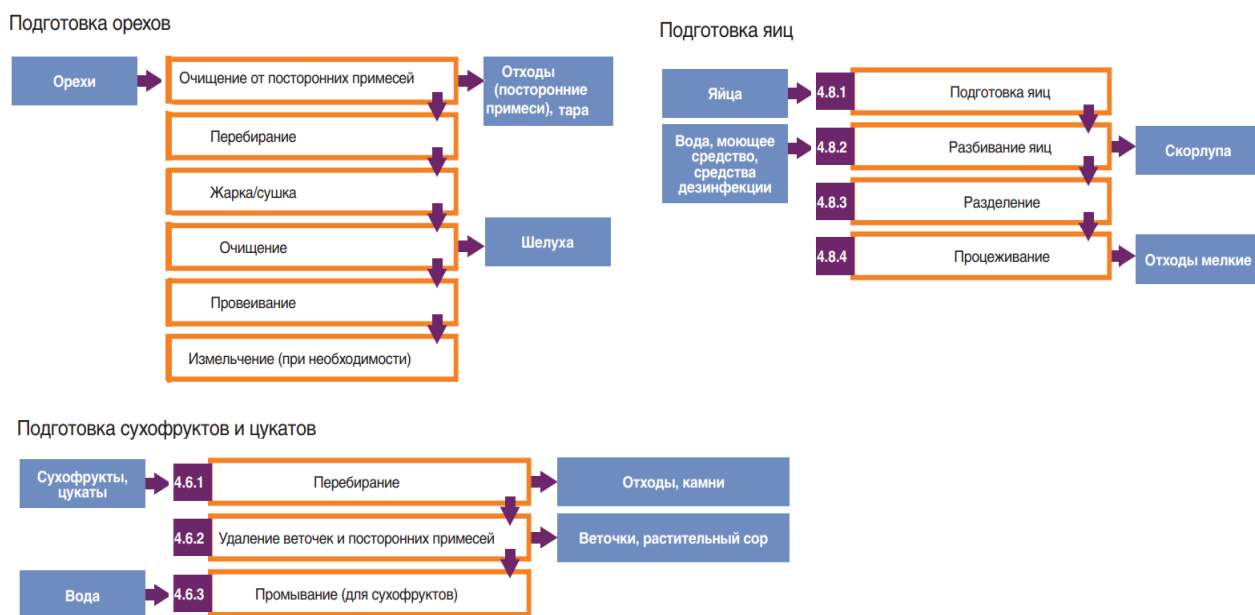 Подготовка орехов
Орехи
Очищение от посторонних примесей
Отходы
(посторонние
примеси), тара
Перебирание
Жарка/сушка
Очищение
Шелуха
Провеивание
Измельчение (при необходимости)
Подготовка яиц
Яйца
4.8.1
Подготовка яиц
Вода, моющее
средство,
средства
дезинфекции
4.8.2
Разбивание яиц
Скорлупа
4.8.3
Разделение
4.8.4
Процеживание
Отходы мелкие
Подготовка сухофруктов и цукатов
Сухофрукты,
цукаты
4.6.1
Перебирание
Отходы, камни
4.6.2
Удаление веточек и посторонних примесей
Веточки, растительный сор
Вода
4.6.3
Промывание (для сухофруктов)